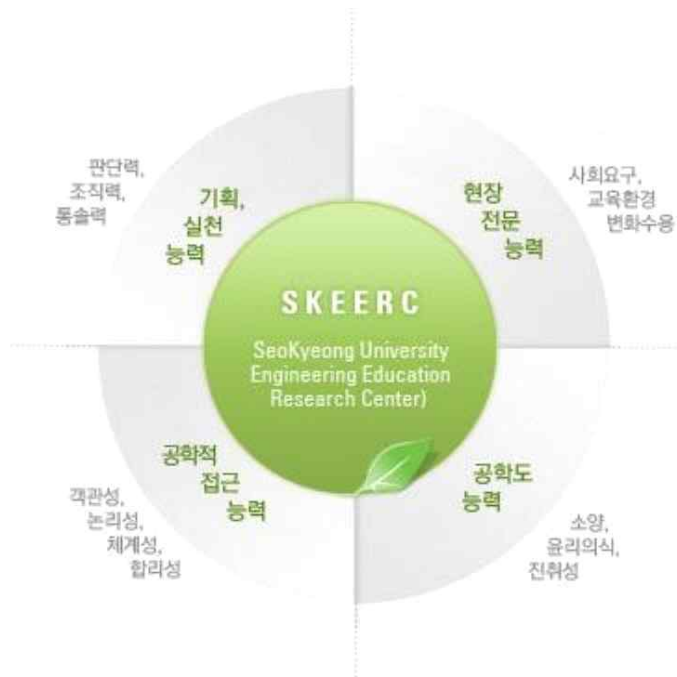 판단력,
조직력,
통솔력
기획,
실천
능력
현장
전문
능력
사회요구,
교육환경
변화수용
SKEERC
SeoKyeong University
Engineering Education
Research Center)
공학적
접근
능력
객관성,
논리성,
체계성,
합리성
공학도
능력
소양,
윤리의식,
진취성